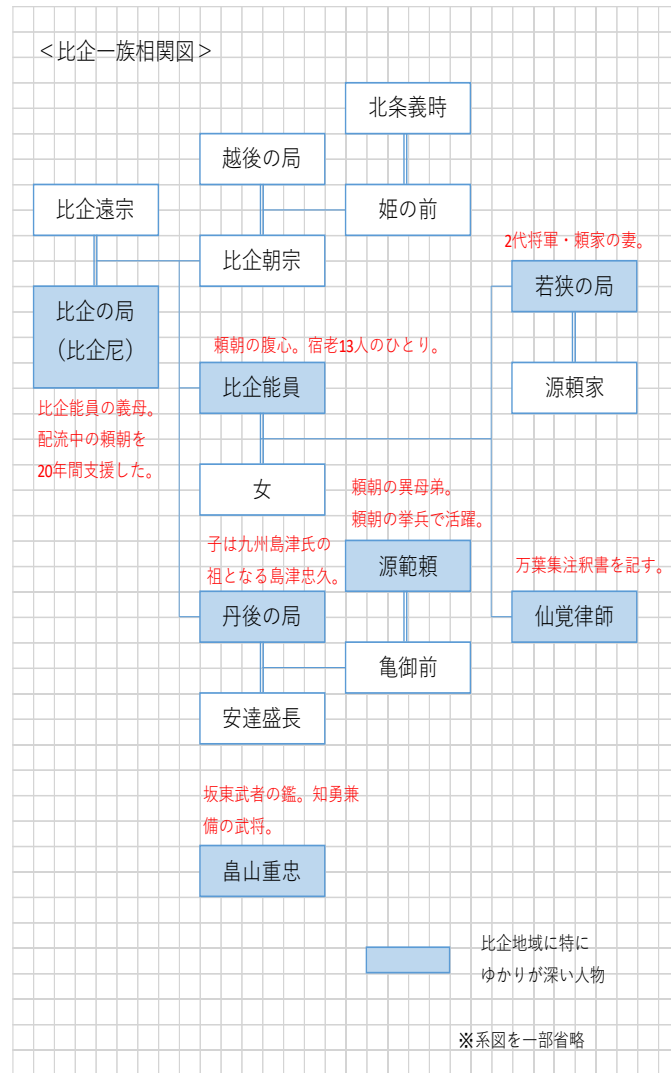 ＜比企一族相関図＞
北条義時
越後の局
比企遠宗
姫の前
2代将軍・頼家の妻。
比企朝宗
若狭の局
比企の局
（比企尼）
頼朝の腹心。宿老13人のひとり。
比企能員
源頼家
比企能員の義母。
配流中の頼朝を
20年間支援した。
女
頼朝の異母弟。
頼朝の挙兵で活躍。
子は九州島津氏の
祖となる島津忠久。
源範頼
万葉集注釈書を記す。
丹後の局
仙覚律師
亀御前
安達盛長
坂東武者の鑑。知勇兼
備の武将。
畠山重忠
比企地域に特に
ゆかりが深い人物
※系図を一部省略